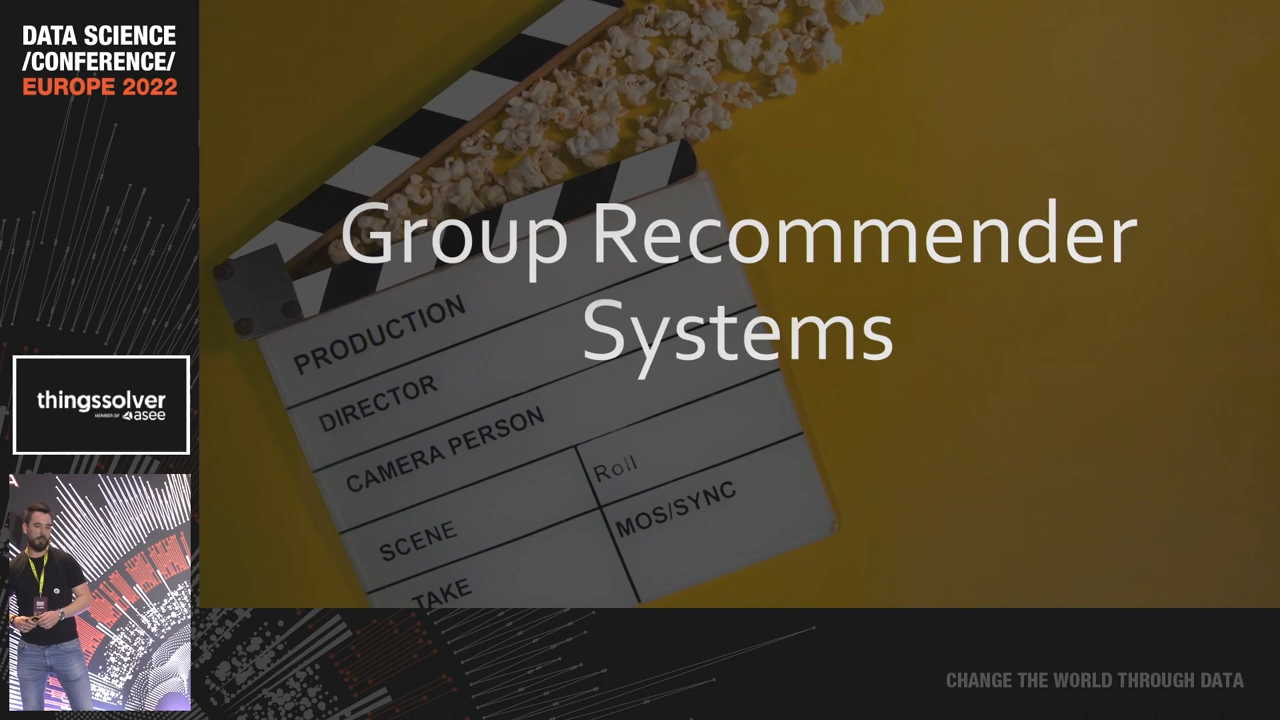 DATA SCIENCE
/CONFERENCE/
EUROPE 2022
Group Recommender
Systems
PRODUCTION
DIRECTOR
CAMERA PERSON
SCENE
TAKE
Roll
MOS/SYNC
thingssolver
MEMBER OF asee
CHANGE THE WORLD THROUGH DATA